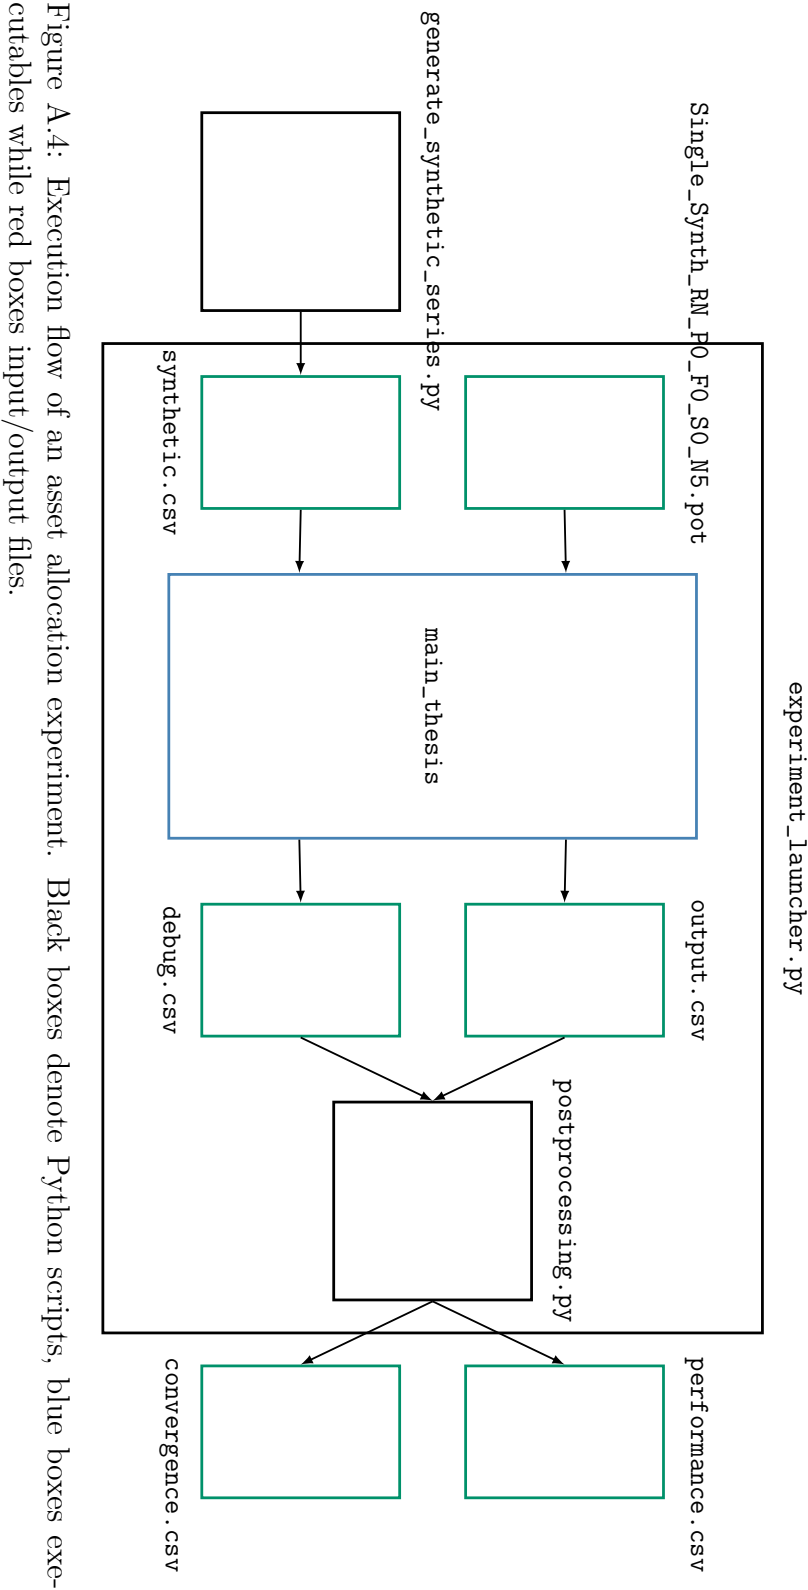 experiment_launcher.py
Single_Synth_RN_P0_F0_S0_N5.pot
output.csv
performance.csv
postprocessing.py
generate_synthetic_series.py
main_thesis
synthetic.csv
debug.csv
convergence.csv
Figure A.4: Execution flow of an asset allocation experiment. Black boxes denote Python scripts, blue boxes exe-
cutables while red boxes input/output files.